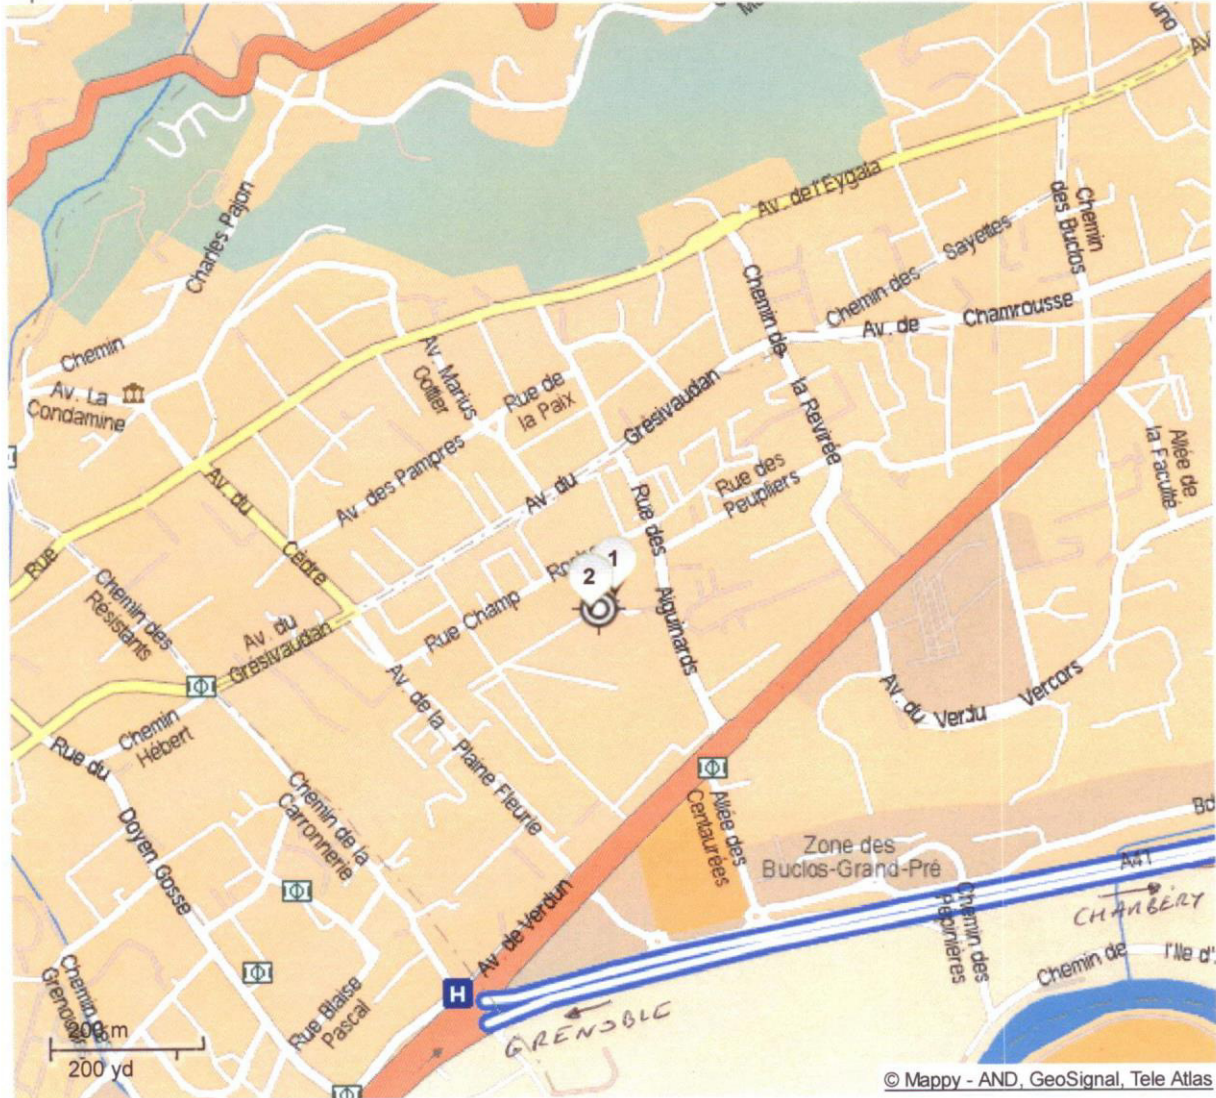 Av. de l'Eygala
Chemin
des Buclos
Charles Pajon
Chemin des Sayettes
Chemin de
la Revirée
Av. de Chamrousse
Chemin
Av. La
Condamine
Av. Marius
Gottier
Rue de
la Paix
Av. du Grésivaudan
Allée de
la Faculté
Av. des Pampres
Rue des
Peupliers
Av. du
Cèdre
Rue des
Aiguinards
Rue
Chemin des
Résistants
1
2
Rue Champ
Av. du
Grésivaudan
Av. de la Plaine Fleurie
Av. du Vercors
Chemin
Hébert
Rue du
Doyen Gosse
Chemin de la
Carronnerie
Allée des
Centaurées
Zone des
Buclos-Grand-Pré
A41
CHAMBÉRY
Av. de Verdun
Chemin des
Pépinières
Chemin de l'Ile d'
H
Rue Blaise
Pascal
GRENOBLE
200 m
200 yd
© Mappy - AND, GeoSignal, Tele Atlas